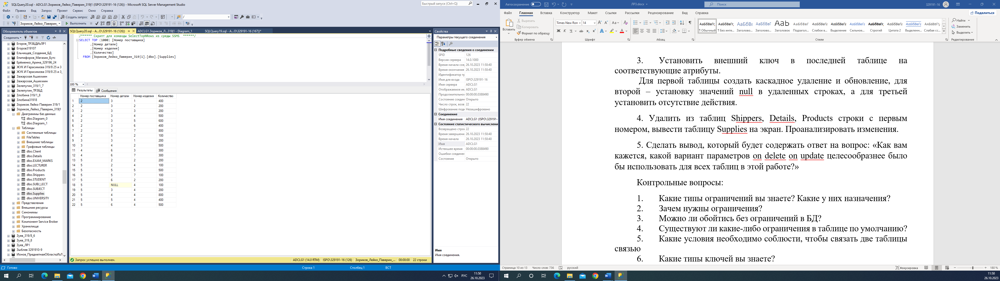 SQLQuery20.sql - ADCLG1.Зориков_Лейко_Паверин_319|1 (ISPO\329191-16 (126)) - Microsoft SQL Server Management Studio
Быстрый запуск (Ctrl+Q)
Файл Правка Вид Запрос Проект Сервис Окно Справка
Создать запрос
Зориков_Лейко_Паверин_ Выполнить
Обозреватель объектов
Соединить
Егоров_ТРЗБДИзЛР1
Егоров319107
Ельчищев_Создание_БД
Епитифоров_Магазин_Бутс
Ерёменко_Арина_329196_24
ЖУК И Герасимова 319/8 25 и 3
ЖУК И Герасимова 319/8 25 и 3_
Зажарская Ашихмин
Зажарская_Ашихмин
Зелепугин_319/1_7
Зелепугин_ТРЗБД
Злобина 319/1_8
Злобина31918
Зориков Лейко Паверин 319/1
Зориков_Лейко_Паверин_319|1
Диаграммы баз данных
dbo.Diagram_0
dbo.Diagram_1
Таблицы
Системные таблицы
FileTables
Внешние таблицы
Графовые таблицы
dbo.Client
dbo.Details
dbo.EXAM_MARKS
dbo.LECTURER
dbo.Products
dbo.Shippers
dbo.STUDENT
dbo.SUBJ_LECT
dbo.SUBJECT
dbo.Supplies
dbo.UNIVERSITY
Представления
Внешние ресурсы
Синонимы
Программирование
Компонент Service Broker
Хранилище
Безопасность
Зуев_319/8_6
Зуев_319_8
Зуев_ЛР1
Зыблев 3291910-9
Ионов_ПредметнаяОбластьИзЛ
SQLQuery20.sql - A...O\329191-16 (126)) ADCLG1.Зориков_Л...319|1 - Diagram_1 SQLQuery19.sql - A...O\329191-16 (167))*
/****** Скрипт для команды SelectTopNRows из среды SSMS ******/
SELECT TOP (1000) [Номер поставщика]
,[Номер детали]
,[Номер изделия]
,[Количество]
FROM [Зориков_Лейко_Паверин_319|1].[dbo].[Supplies]
100 %
Результаты Сообщения
Номер поставщика Номер детали Номер изделия Количество
1 2 3 1 400
2 2 3 2 200
3 2 3 3 200
4 2 3 4 500
5 2 3 5 600
6 2 3 6 400
7 2 3 7 800
8 2 5 2 100
9 3 3 1 200
10 3 4 2 500
11 4 6 3 300
12 4 6 7 300
13 5 2 2 200
14 5 2 4 100
15 5 5 5 500
16 5 5 7 100
17 5 6 2 200
18 5 NULL 4 100
19 5 3 4 200
20 5 4 4 800
21 5 5 4 400
22 5 6 4 500
Запрос успешно выполнен. ADCLG1 (14.0 RTM) ISPO\329191-16 (126) Зориков_Лейко_Паверин_... 00:00:00 22 строки
Свойства
Параметры текущего соединения
Подробные сведения о соединении
SPID 126
Версия сервера 14.0.1000
Время начала сое 26.10.2023 11:50:40
Время окончания 26.10.2023 11:50:40
Идентификатор тр
Имя для входа ISPO\329191-16
Имя сервера ADCLG1
Отображаемое им ADCLG1
Продолжительнос 00:00:00.0388490
Состояние соедин Открыто
Число строк, возв 22
Шифрование подк Незашифровано
Соединение
Имя соединения ADCLG1 (ISPO\329191-
Состояние статистического вычислени
Возвращено строк 22
Время завершени 26.10.2023 11:50:40
Время начала 26.10.2023 11:50:40
Имя ADCLG1
Истекшее время 00:00:00.0388490
Ошибки соединен
Состояние Открыто
Имя
Имя соединения.
Готово Строка 1 Столбец 1 ВСТ
РУС 11:50
26.10.2023
Автосохранение ЛР3.docx Поиск 329191-16
Файл Главная Вставка Конструктор Макет Ссылки Рассылки Рецензирование Вид Справка Поделиться
Вставить Вырезать Копировать Формат по образцу
Times New Ron 14
Обычный Без инте... Заголово... Заголово... Заголовок Подзагол... Слабое в... Выделение Сильное... Строгий Цитата 2 Выделенн... Слабая сс...
Найти Заменить Выделить
Буфер обмена Шрифт Абзац Стили Редактирование
3. Установить внешний ключ в последней таблице на
соответствующие атрибуты.
Для первой таблицы создать каскадное удаление и обновление, для
второй – установку значений null в удаленных строках, а для третьей
установить отсутствие действия.
4. Удалить из таблиц Shippers, Details, Products строки с первым
номером, вывести таблицу Supplies на экран. Проанализировать изменения.
5. Сделать вывод, который будет содержать ответ на вопрос: «Как вам
кажется, какой вариант параметров on delete on update целесообразнее было
бы использовать для всех таблиц в этой работе?»
Контрольные вопросы:
1. Какие типы ограничений вы знаете? Какие у них назначения?
2. Зачем нужны ограничения?
3. Можно ли обойтись без ограничений в БД?
4. Существуют ли какие-либо ограничения в таблице по умолчанию?
5. Какие условия необходимо соблюсти, чтобы связать две таблицы
связью
6. Какие типы ключей вы знаете?
Страница 10 из 13 Число слов: 736 русский Фокусировка 180 %
11:50
26.10.2023